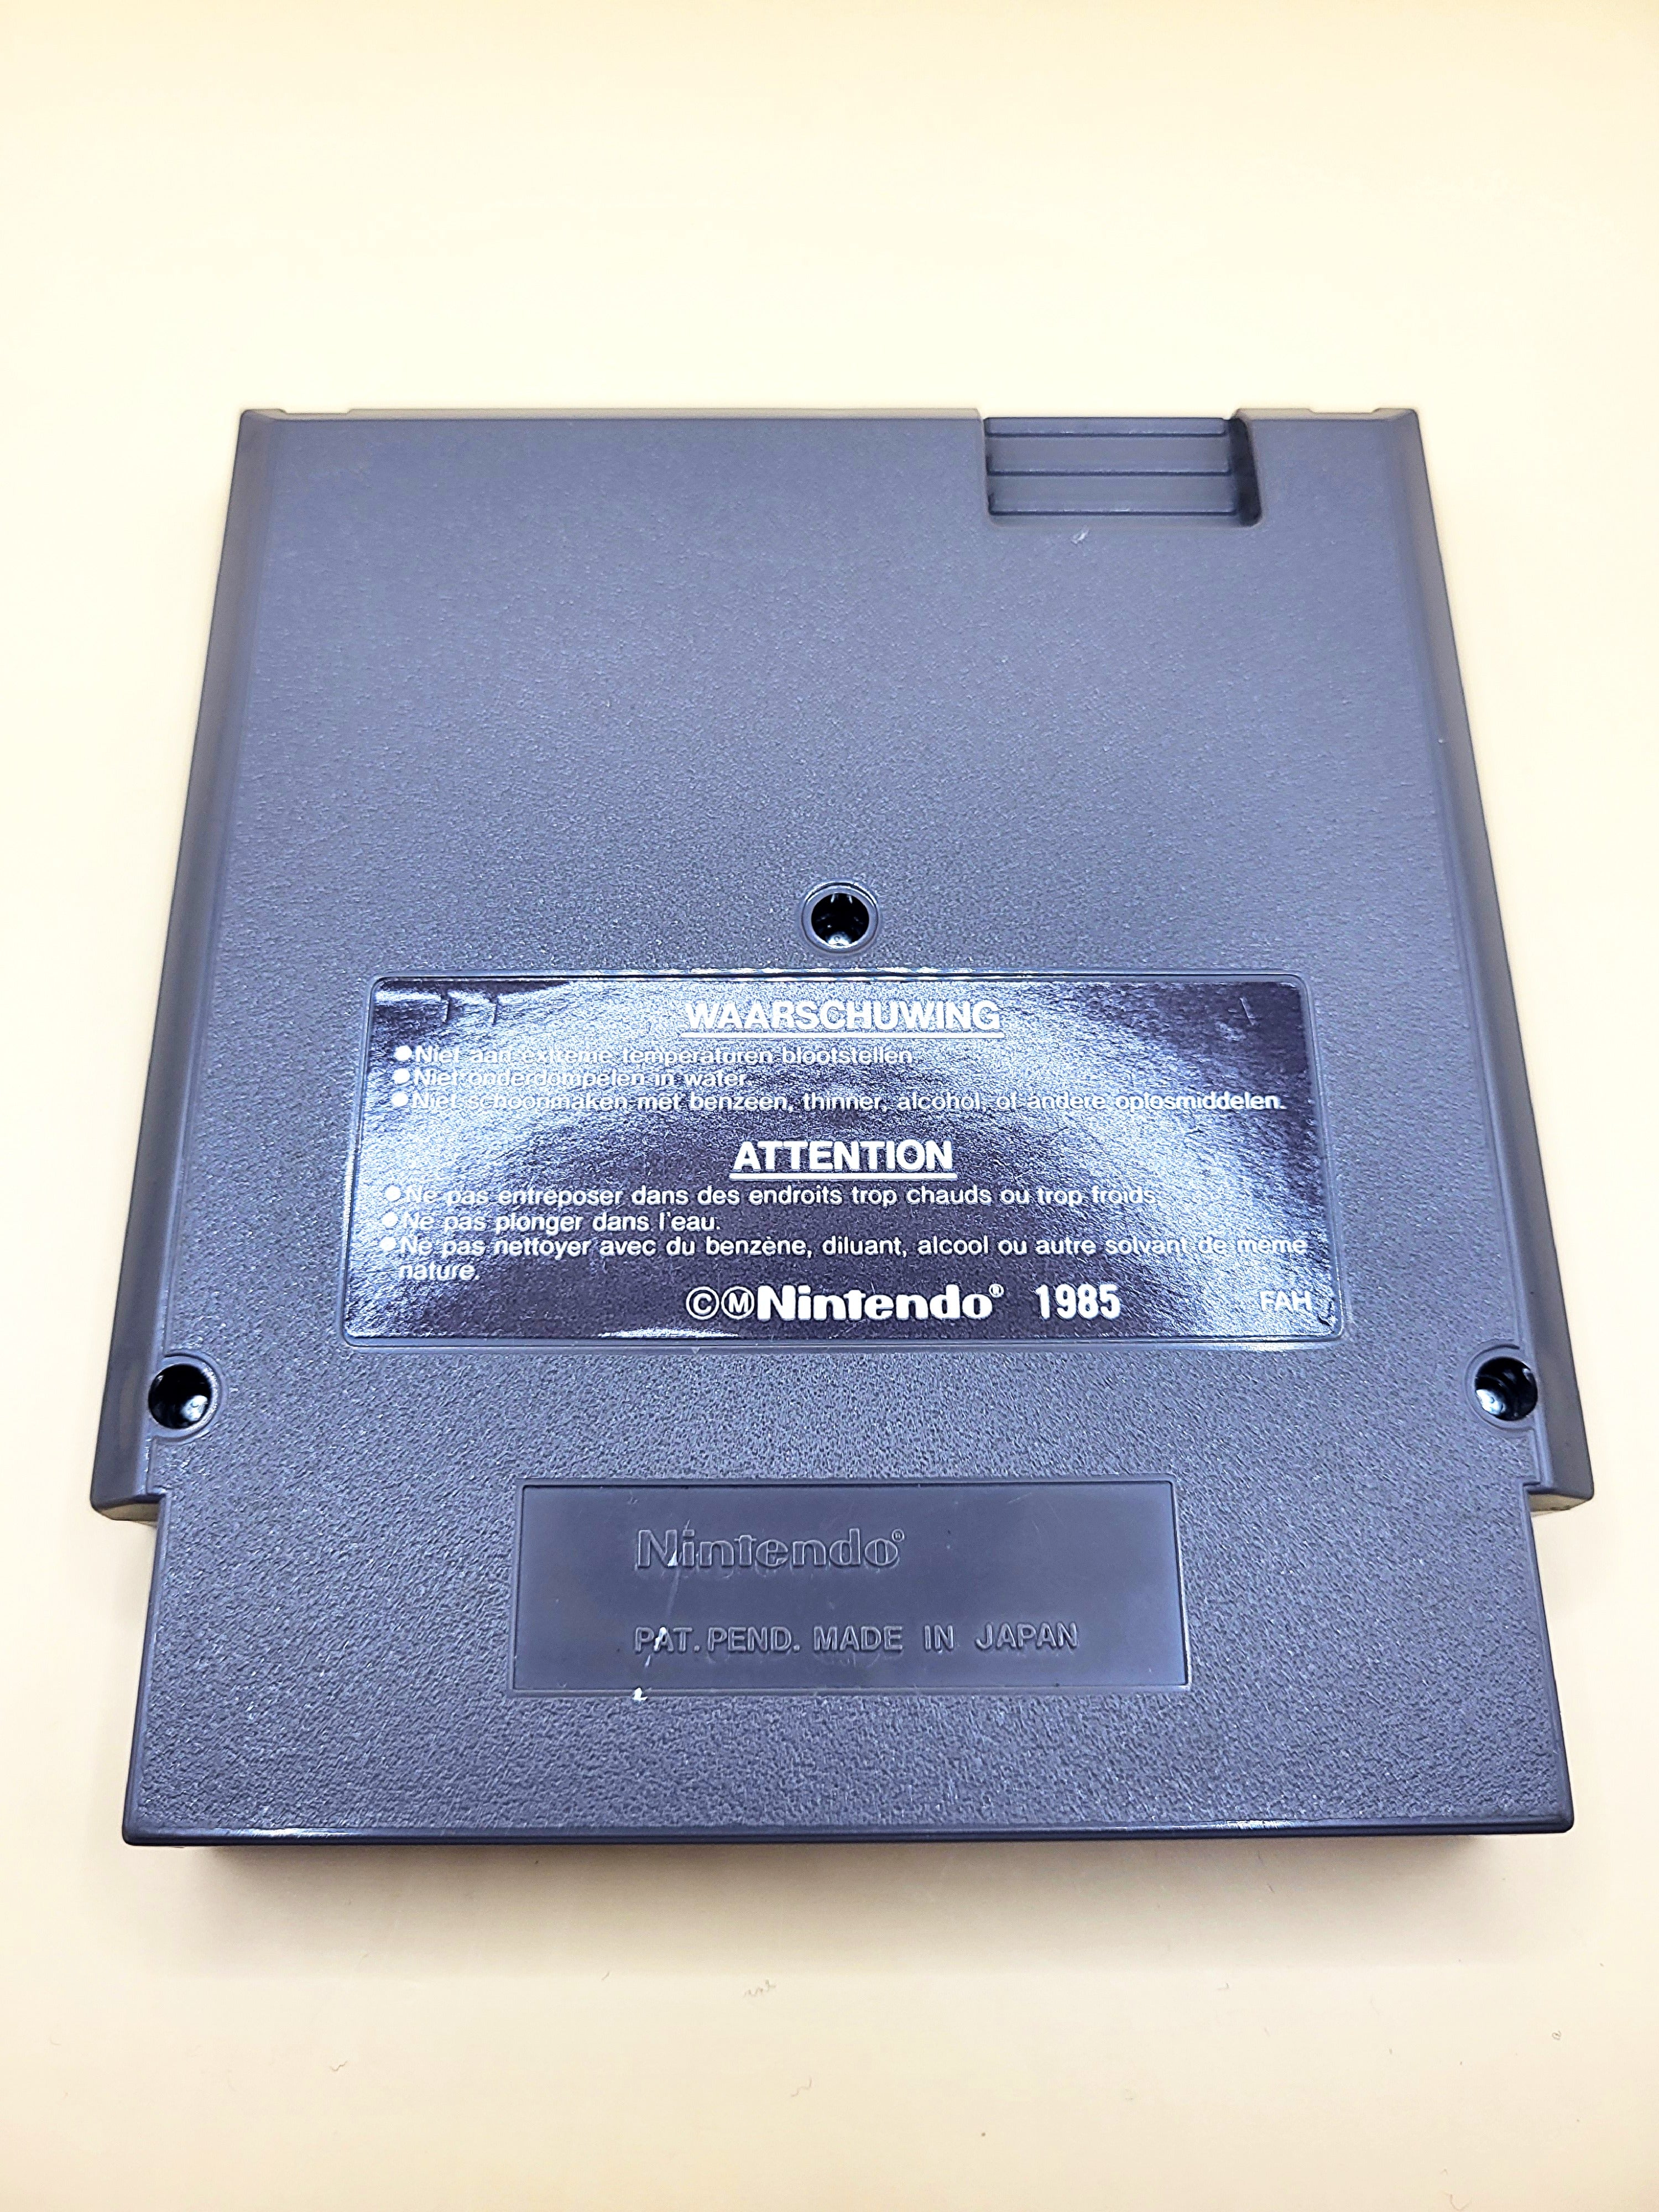 WAARSCHUWING
●Niet aan extreme temperaturen blootstellen.
●Niet onderdompelen in water.
●Niet schoonmaken met benzeen, thinner, alcohol, of andere oplosmiddelen.
ATTENTION
●Ne pas entreposer dans des endroits trop chauds ou trop froids.
●Ne pas plonger dans l'eau.
●Ne pas nettoyer avec du benzène, diluant, alcool ou autre solvant de même
nature.
©ⓂNintendo® 1985 FAH
Nintendo®
PAT. PEND. MADE IN JAPAN